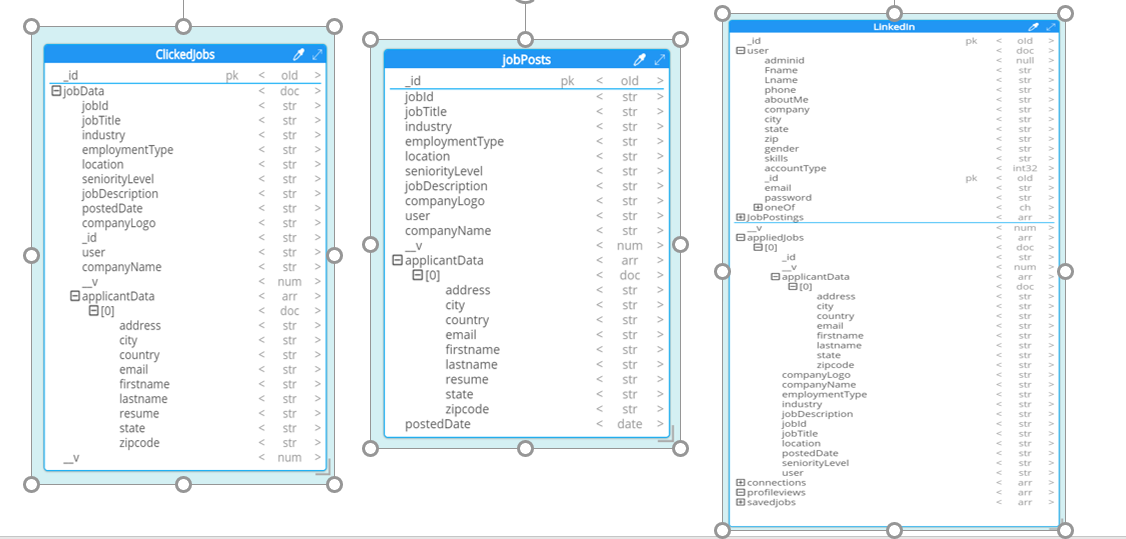 ClickedJobs
_id pk < old >
jobData < doc >
jobId < str >
jobTitle < str >
industry < str >
employmentType < str >
location < str >
seniorityLevel < str >
jobDescription < str >
postedDate < str >
companyLogo < str >
_id < str >
user < str >
companyName < str >
__v < num >
applicantData < arr >
[0] < doc >
address < str >
city < str >
country < str >
email < str >
firstname < str >
lastname < str >
resume < str >
state < str >
zipcode < str >
__v < num >
jobPosts
_id pk < old >
jobId < str >
jobTitle < str >
industry < str >
employmentType < str >
location < str >
seniorityLevel < str >
jobDescription < str >
companyLogo < str >
user < str >
companyName < str >
__v < num >
applicantData < arr >
[0] < doc >
address < str >
city < str >
country < str >
email < str >
firstname < str >
lastname < str >
resume < str >
state < str >
zipcode < str >
postedDate < date >
LinkedIn
_id pk < old >
user < doc >
adminid < null >
Fname < str >
Lname < str >
phone < str >
aboutMe < str >
company < str >
city < str >
state < str >
zip < str >
gender < str >
skills < str >
accountType < int32 >
_id pk < old >
email < str >
password < str >
oneOf < ch >
JobPostings < arr >
__v < num >
appliedJobs < arr >
[0] < doc >
_id < str >
__v < num >
applicantData < arr >
[0] < doc >
address < str >
city < str >
country < str >
email < str >
firstname < str >
lastname < str >
state < str >
zipcode < str >
companyLogo < str >
companyName < str >
employmentType < str >
industry < str >
jobDescription < str >
jobId < str >
jobTitle < str >
location < str >
postedDate < str >
seniorityLevel < str >
user < str >
connections < arr >
profileviews < arr >
savedjobs < arr >